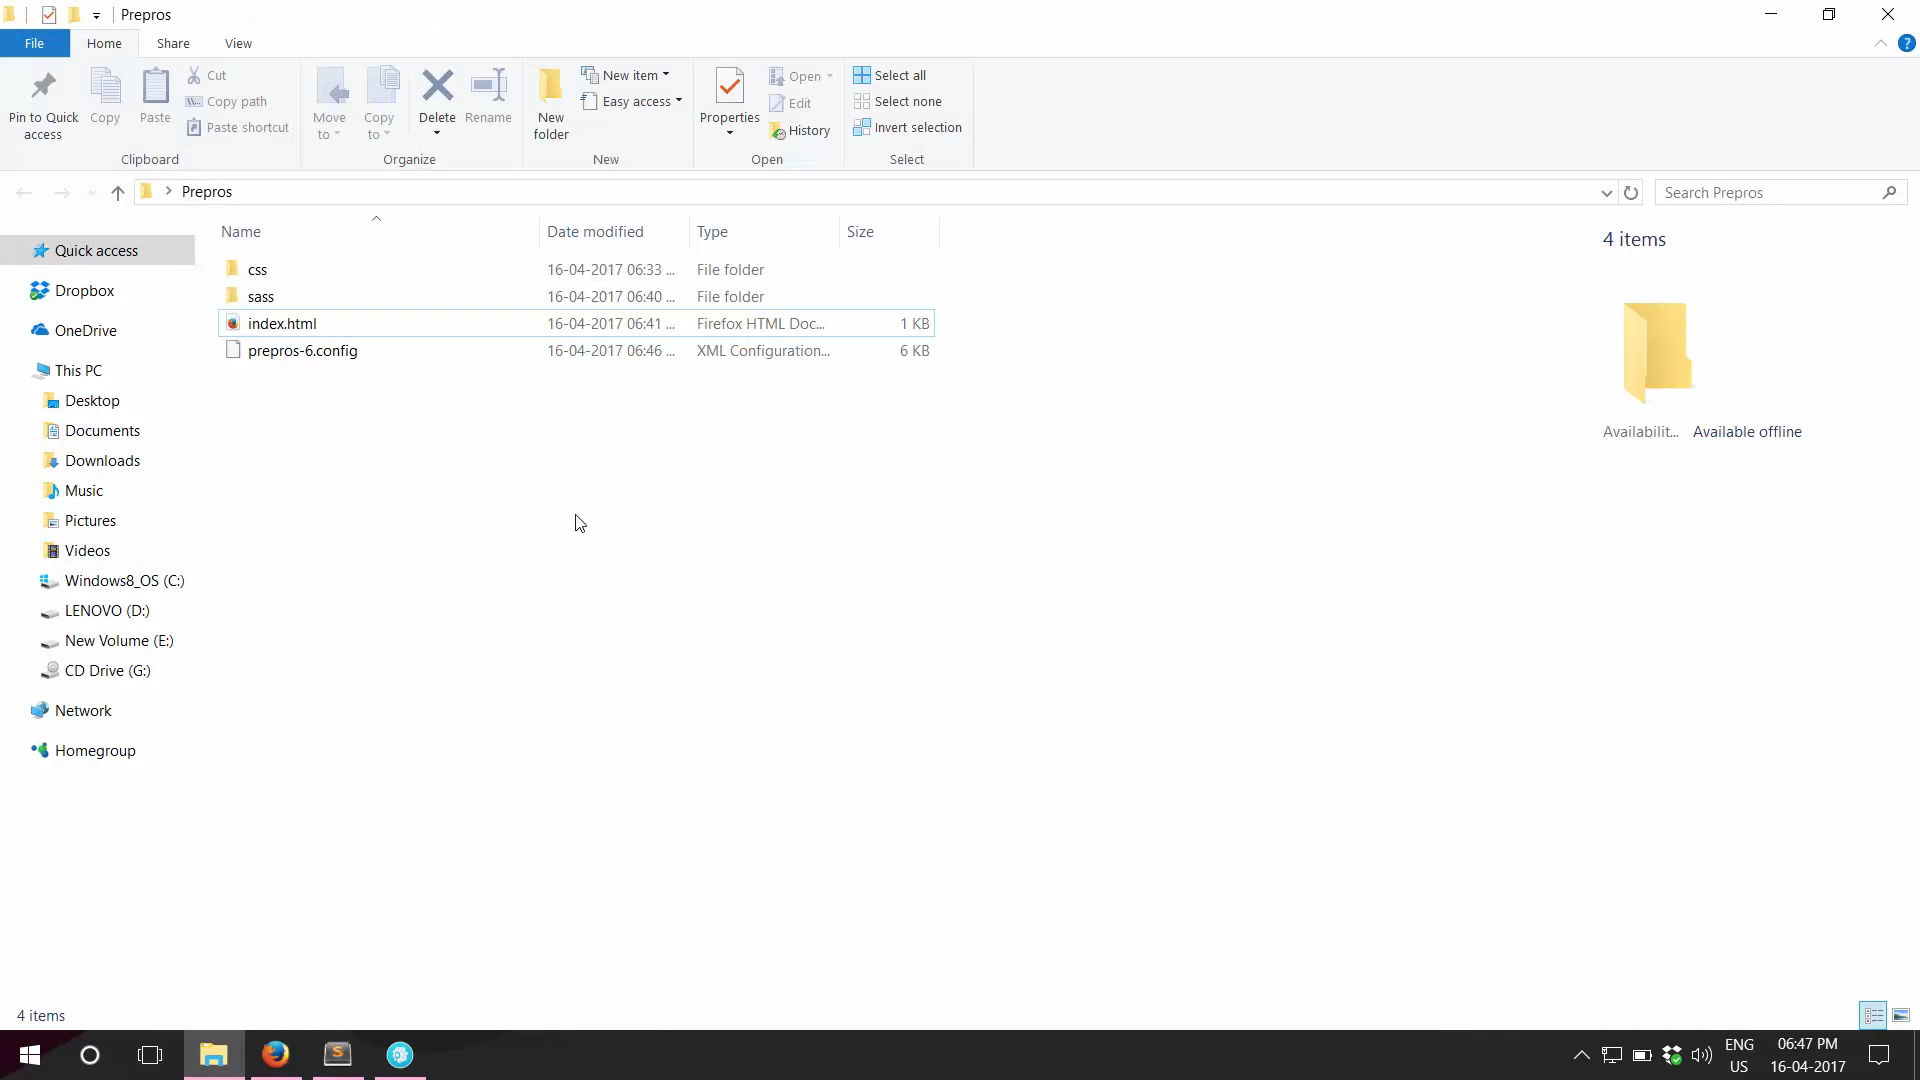 Prepros
File Home Share View
Pin to Quick access
Copy
Paste
Cut
Copy path
Paste shortcut
Clipboard
Move to
Copy to
Delete
Rename
Organize
New folder
New item
Easy access
New
Properties
Open
Edit
History
Open
Select all
Select none
Invert selection
Select
Prepros
Search Prepros
Name Date modified Type Size
css 16-04-2017 06:33 ... File folder
sass 16-04-2017 06:40 ... File folder
index.html 16-04-2017 06:41 ... Firefox HTML Doc... 1 KB
prepros-6.config 16-04-2017 06:46 ... XML Configuration... 6 KB
Quick access
Dropbox
OneDrive
This PC
Desktop
Documents
Downloads
Music
Pictures
Videos
Windows8_OS (C:)
LENOVO (D:)
New Volume (E:)
CD Drive (G:)
Network
Homegroup
4 items
Availabilit... Available offline
4 items
ENG
US
06:47 PM
16-04-2017